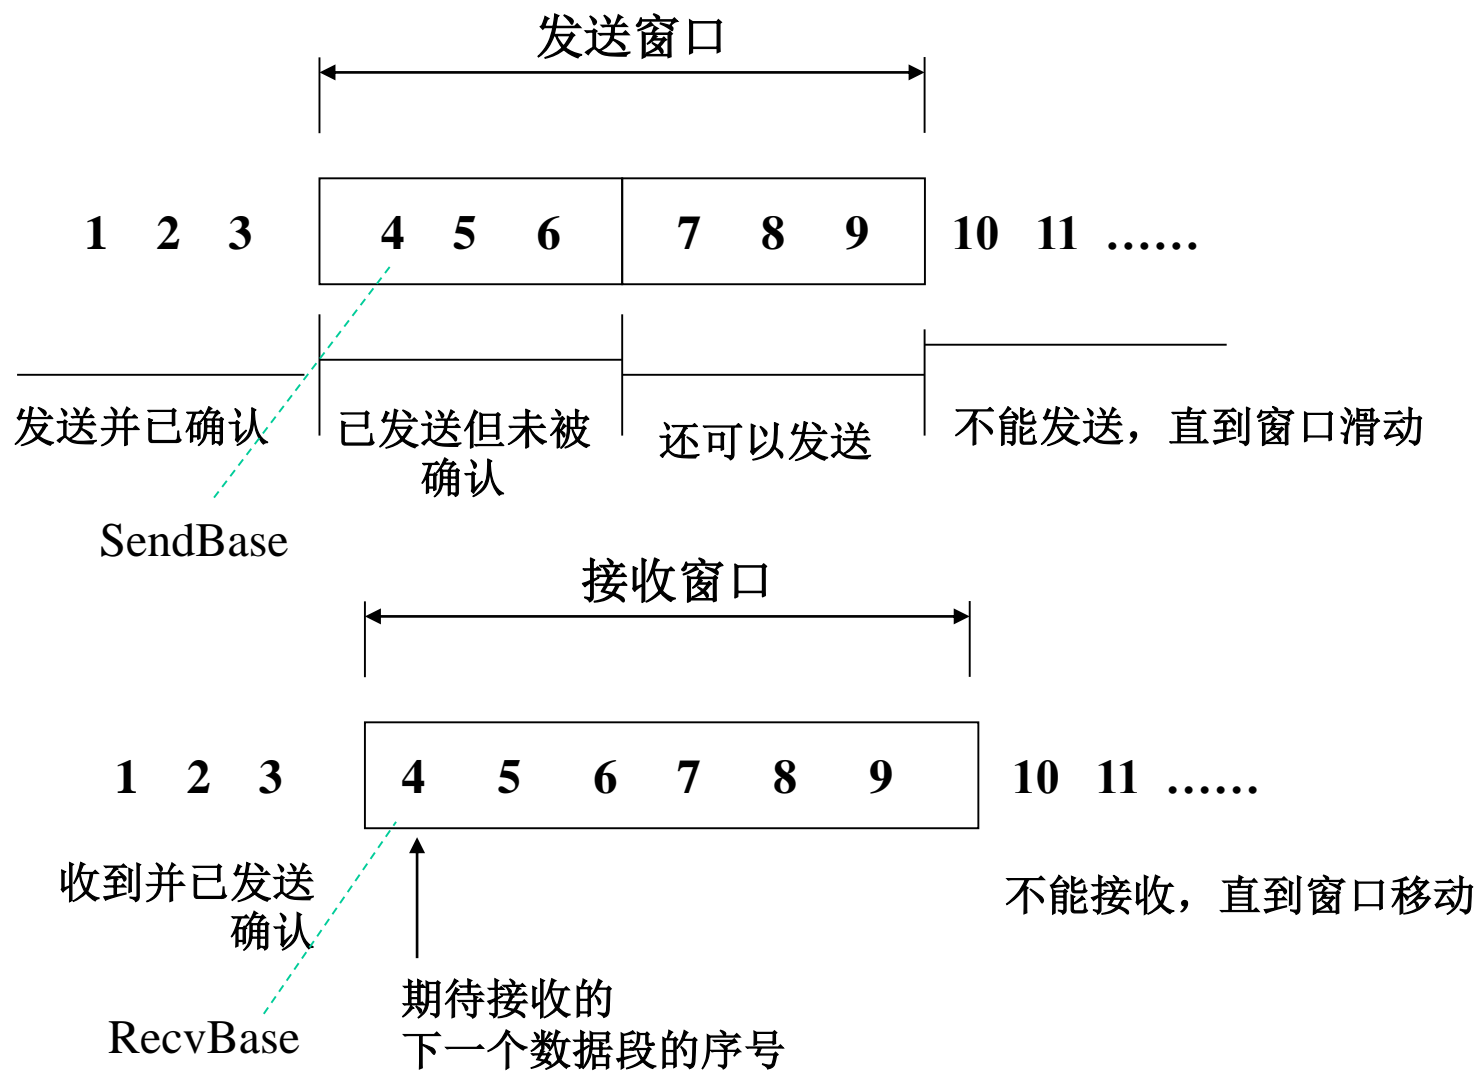 发送窗口
1 2 3 4 5 6 7 8 9 10 11 ……
发送并已确认
已发送但未被
确认
还可以发送
不能发送，直到窗口滑动
SendBase
接收窗口
1 2 3 4 5 6 7 8 9 10 11 ……
收到并已发送
确认
不能接收，直到窗口移动
期待接收的
下一个数据段的序号
RecvBase